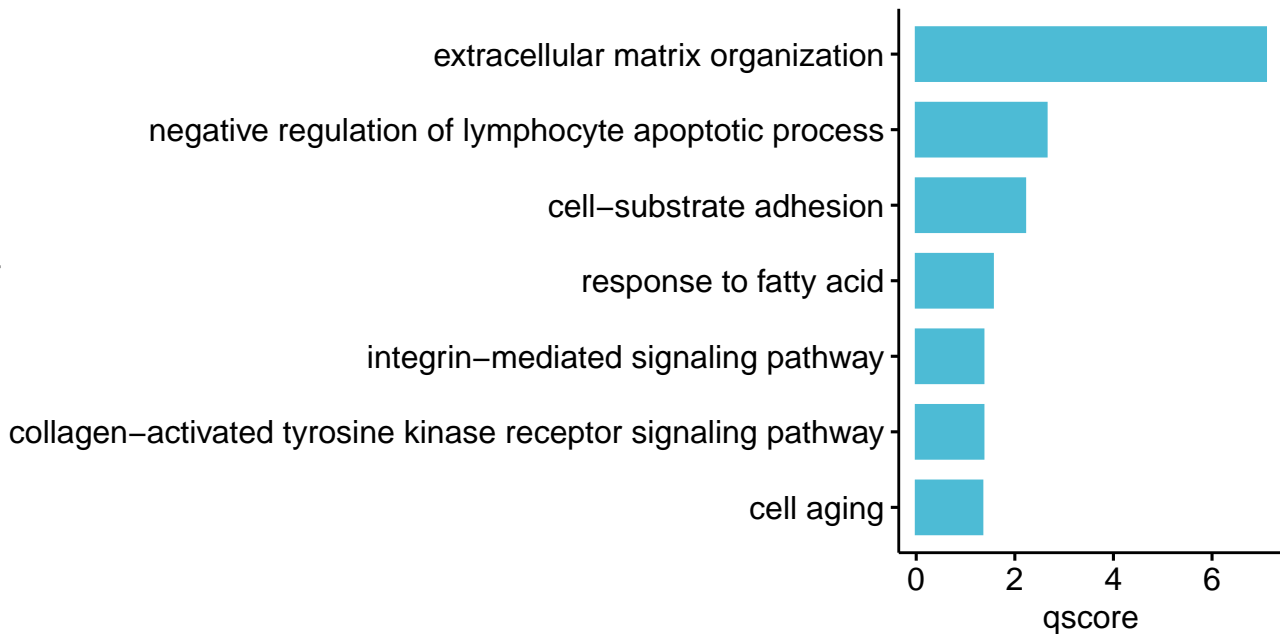 extracellular matrix organization
negative regulation of lymphocyte apoptotic process
cell−substrate adhesion
response to fatty acid
integrin−mediated signaling pathway
collagen−activated tyrosine kinase receptor signaling pathway
cell aging
0 2 4 6
qscore